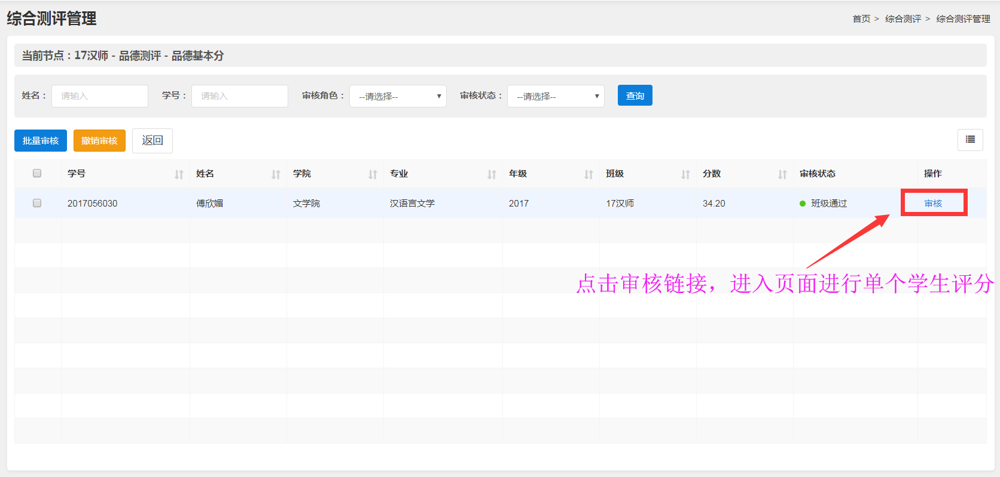 综合测评管理
首页 > 综合测评 > 综合测评管理
当前节点：17汉师 - 品德测评 - 品德基本分
姓名： 请输入 学号： 请输入 审核角色： --请选择-- 审核状态： --请选择-- 查询
批量审核 撤销审核 返回
学号 姓名 学院 专业 年级 班级 分数 审核状态 操作
2017056030 傅欣媚 文学院 汉语言文学 2017 17汉师 34.20 班级通过 审核
点击审核链接，进入页面进行单个学生评分